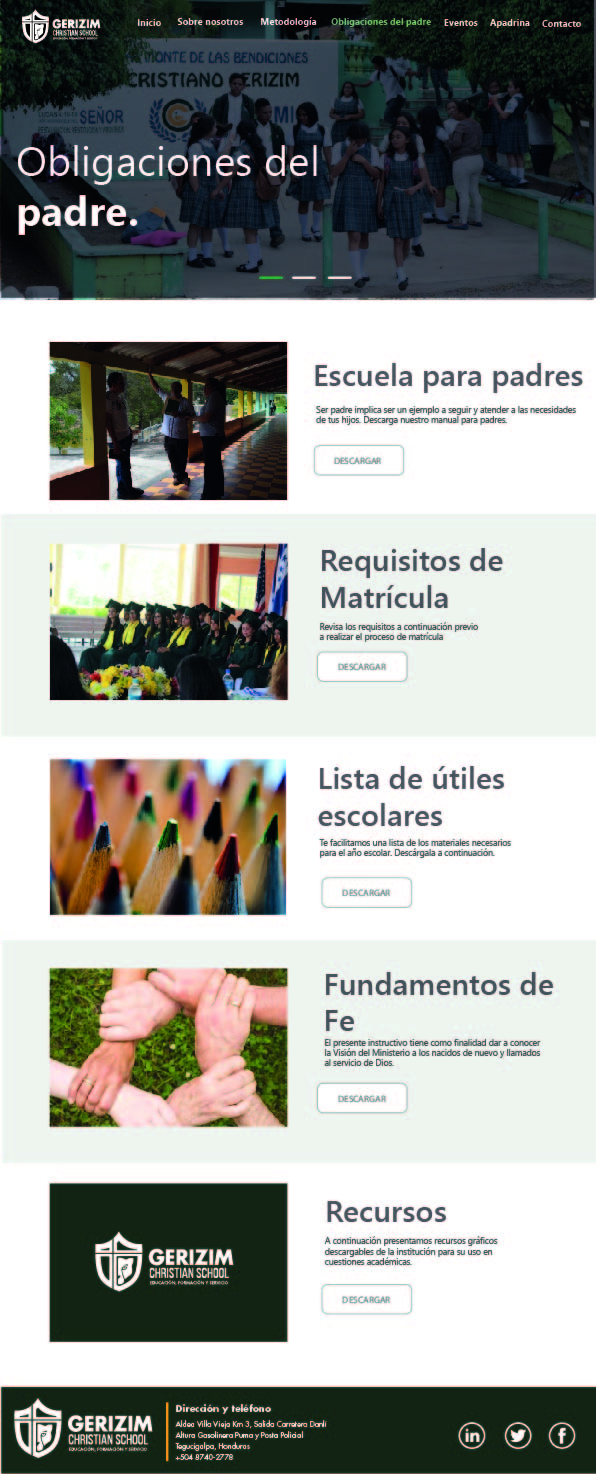 GERIZIM
CHRISTIAN SCHOOL
EDUCACIÓN, FORMACIÓN Y SERVICIO
Inicio
Sobre nosotros
Metodología
Obligaciones del padre
Eventos
Apadrina
Contacto
MONTE DE LAS BENDICIONES
CRISTIANO GERIZIM
SEÑOR
Obligaciones del
padre.
Escuela para padres
Ser padre implica ser un ejemplo a seguir y atender a las necesidades
de tus hijos. Descarga nuestro manual para padres.
DESCARGAR
Requisitos de
Matrícula
Revisa los requisitos a continuación previo
a realizar el proceso de matrícula
DESCARGAR
Lista de útiles
escolares
Te facilitamos una lista de los materiales necesarios
para el año escolar. Descárgala a continuación.
DESCARGAR
Fundamentos de
Fe
El presente instructivo tiene como finalidad dar a conocer
la Visión del Ministerio a los nacidos de nuevo y llamados
al servicio de Dios.
DESCARGAR
GERIZIM
CHRISTIAN SCHOOL
EDUCACIÓN, FORMACIÓN Y SERVICIO
Recursos
A continuación presentamos recursos gráficos
descargables de la institución para su uso en
cuestiones académicas.
DESCARGAR
GERIZIM
CHRISTIAN SCHOOL
EDUCACIÓN, FORMACIÓN Y SERVICIO
Dirección y teléfono
Aldea Villa Vieja Km 3, Salida Carretera Danlí
Altura Gasolinera Puma y Posta Policial
Tegucigalpa, Honduras
+504 8740-2778
in
f